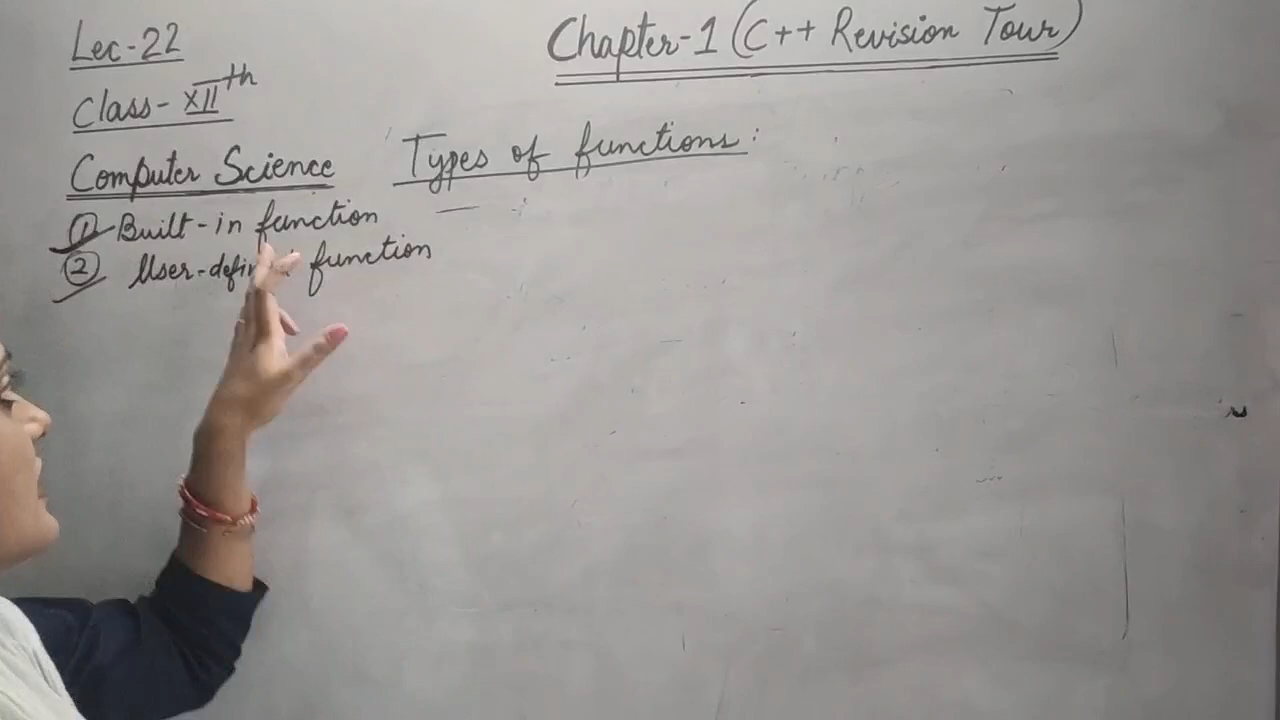 Lec-22
Chapter-1 (C++ Revision Tour)
Class- XIIth
Computer Science
Types of functions:
① Built-in function
② function